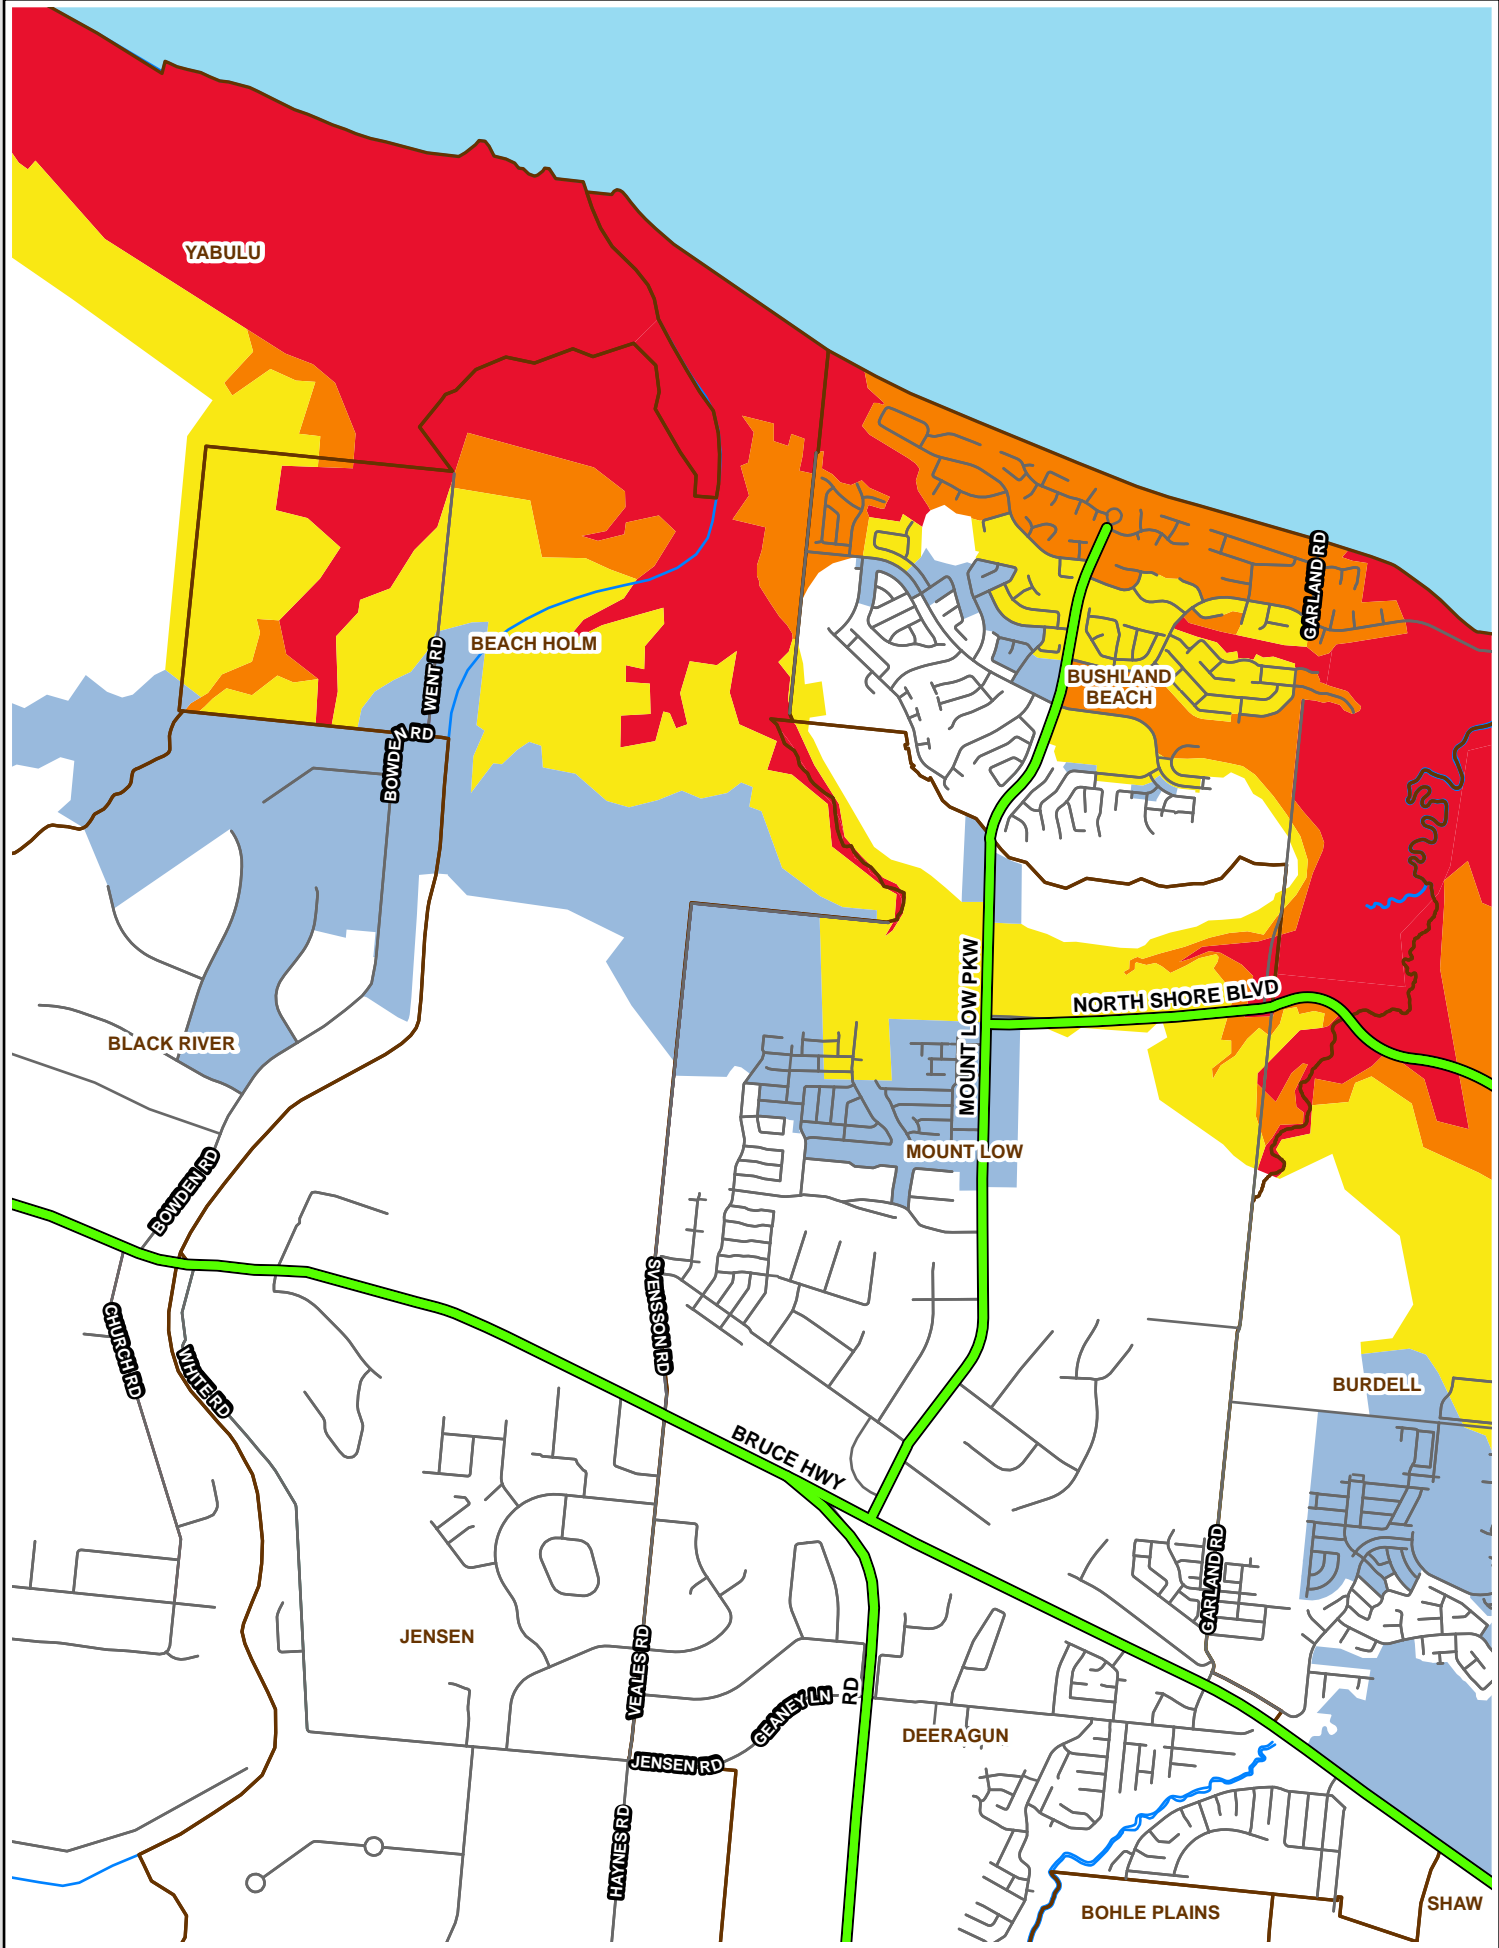 YABULU
GARLAND RD
BEACH HOLM
WENT RD
BUSHLAND
BEACH
BOWDEN RD
MOUNT LOW PKW
NORTH SHORE BLVD
BLACK RIVER
MOUNT LOW
BOWDEN RD
SVENSSON RD
CHURCH RD
WHITE RD
BURDELL
BRUCE HWY
GARLAND RD
JENSEN
VEALES RD
GEANEY LN
RD
DEERAGUN
JENSEN RD
HAYNES RD
BOHLE PLAINS
SHAW